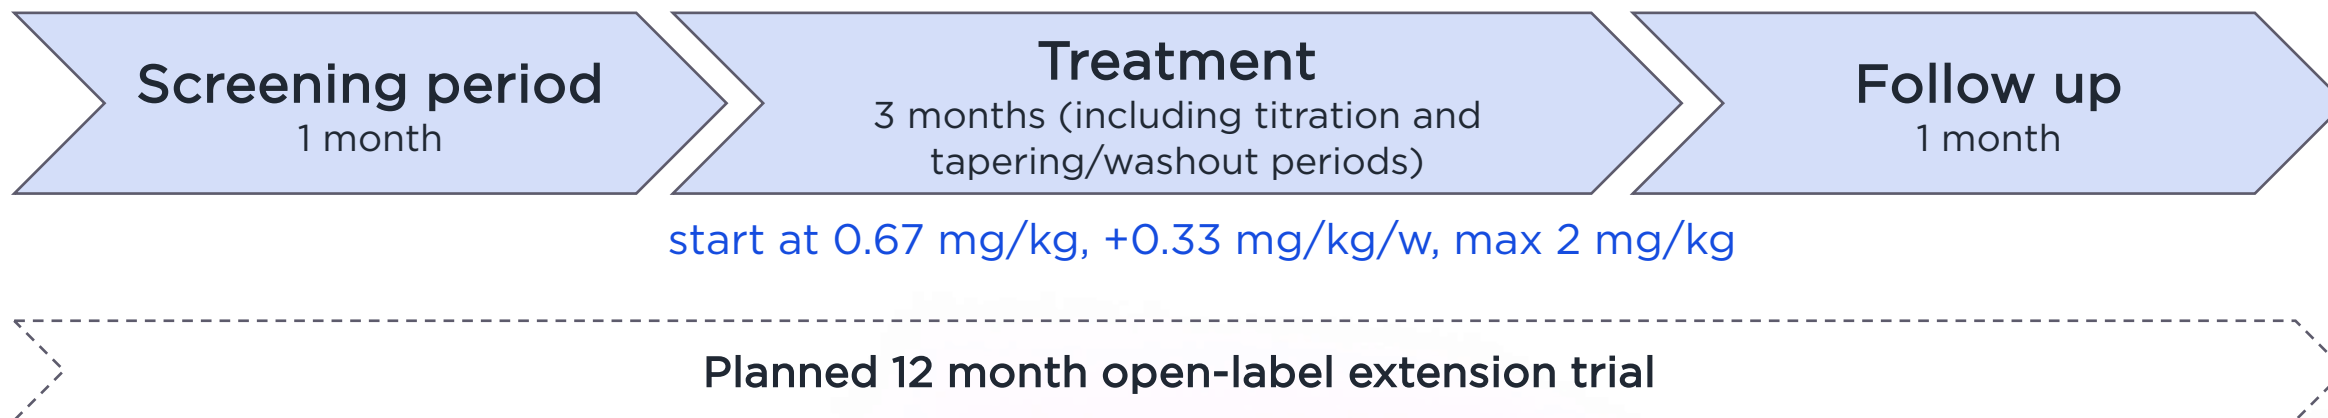 Screening period
1 month
Treatment
3 months (including titration and
tapering/washout periods)
Follow up
1 month
start at 0.67 mg/kg, +0.33 mg/kg/w, max 2 mg/kg
Planned 12 month open-label extension trial